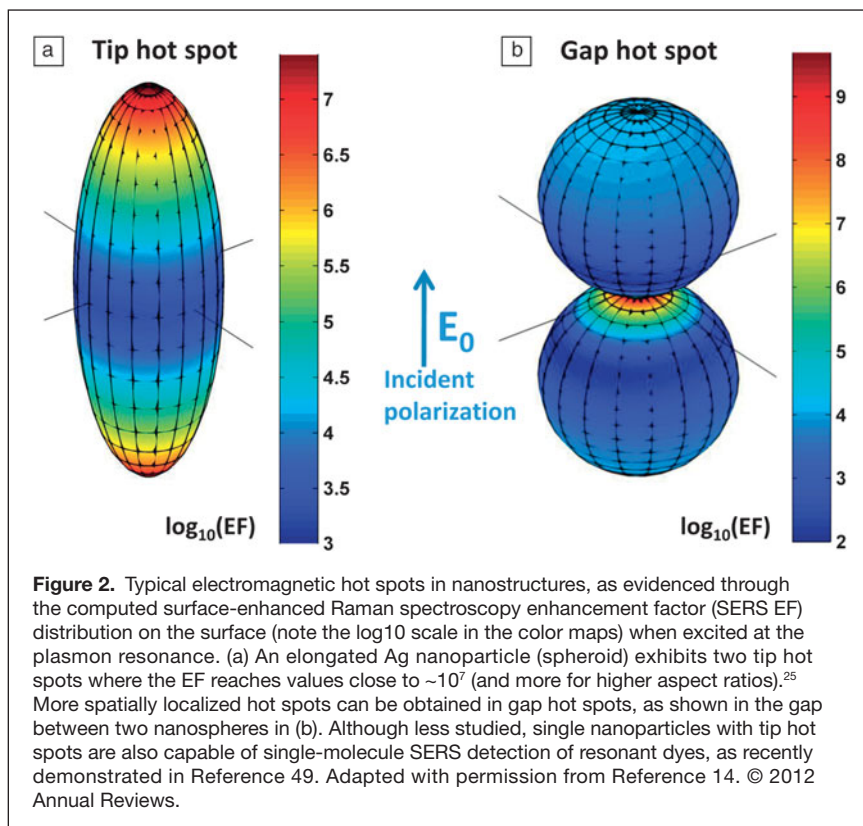 a Tip hot spot
7
6.5
6
5.5
5
4.5
4
3.5
3
log10(EF)
E0
Incident
polarization
b Gap hot spot
9
8
7
6
5
4
3
2
log10(EF)
Figure 2. Typical electromagnetic hot spots in nanostructures, as evidenced through
the computed surface-enhanced Raman spectroscopy enhancement factor (SERS EF)
distribution on the surface (note the log10 scale in the color maps) when excited at the
plasmon resonance. (a) An elongated Ag nanoparticle (spheroid) exhibits two tip hot
spots where the EF reaches values close to ~10⁷ (and more for higher aspect ratios).²⁵
More spatially localized hot spots can be obtained in gap hot spots, as shown in the gap
between two nanospheres in (b). Although less studied, single nanoparticles with tip hot
spots are also capable of single-molecule SERS detection of resonant dyes, as recently
demonstrated in Reference 49. Adapted with permission from Reference 14. © 2012
Annual Reviews.